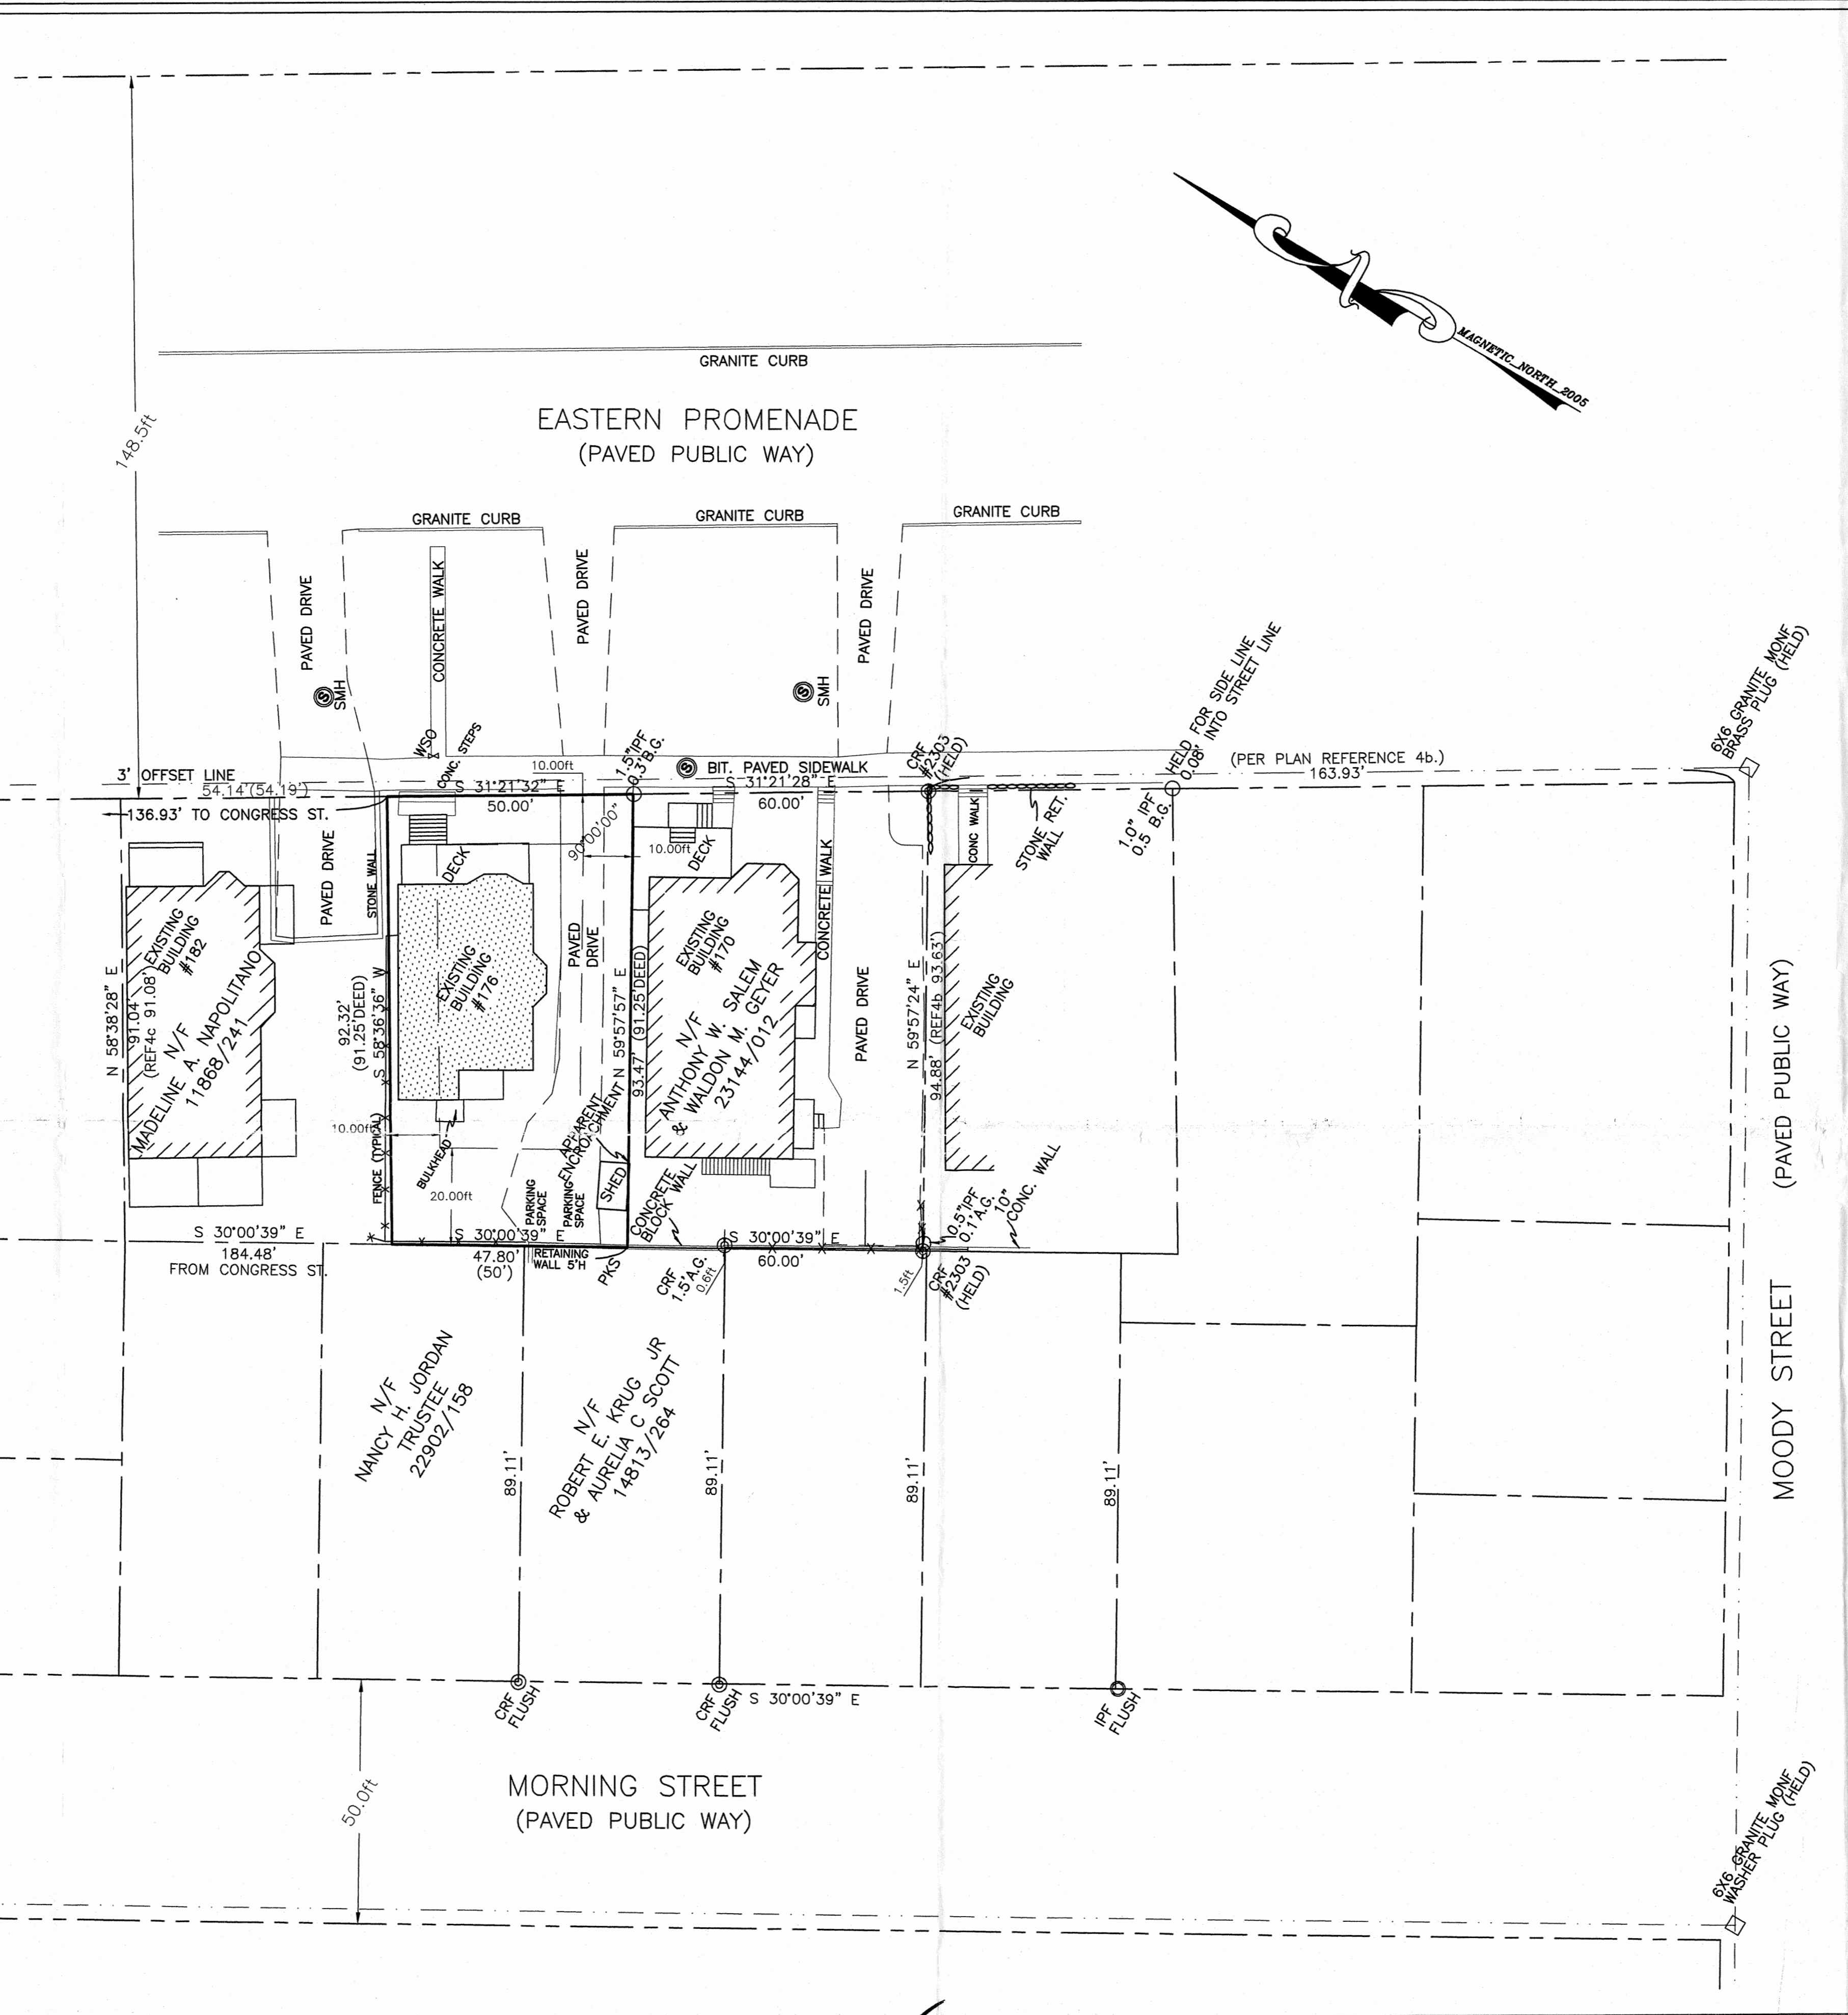 MAGNETIC_NORTH_2005
GRANITE CURB
EASTERN PROMENADE
(PAVED PUBLIC WAY)
148.5ft
GRANITE CURB
GRANITE CURB
GRANITE CURB
PAVED DRIVE
CONCRETE WALK
PAVED DRIVE
PAVED DRIVE
S
SMH
S
SMH
WSO
CONC. STEPS
10.00ft
1.5"IPF
0.3'B.G.
S
BIT. PAVED SIDEWALK
CRF
#2303
(HELD)
HELD FOR SIDE LINE
0.08' INTO STREET LINE
1.0" IPF
0.5 B.G.
(PER PLAN REFERENCE 4b.)
163.93'
6X6 GRANITE MONF
BRASS PLUG (HELD)
3' OFFSET LINE
54.14'(54.19')
136.93' TO CONGRESS ST.
S 31°21'32" E
50.00'
S 31°21'28" E
60.00'
90°00'00"
10.00ft
DECK
DECK
CONC WALK
STONE RET.
WALL
PAVED DRIVE
STONE WALL
PAVED
DRIVE
CONCRETE WALK
PAVED DRIVE
N 58°38'28" E
91.04'
(REF4c 91.08')
EXISTING
BUILDING
#182
N/F
MADELINE A. NAPOLITANO
11868/241
92.32'
(91.25'DEED)
S 58°36'36" W
EXISTING
BUILDING
#176
N 59°57'57" E
93.47' (91.25'DEED)
EXISTING
BUILDING
#170
N/F
ANTHONY W. SALEM
& WALDON M. GEYER
23144/012
N 59°57'24" E
94.88' (REF4b 93.63')
EXISTING
BUILDING
10.00ft
FENCE (TYPICAL)
BULKHEAD
20.00ft
APPARENT
ENCROACHMENT
PARKING
SPACE
PARKING
SPACE
SHED
CONCRETE
BLOCK WALL
0.5"IPF
0.1'A.G.
10"
CONC. WALL
S 30°00'39" E
184.48'
FROM CONGRESS ST.
S 30°00'39" E
47.80'
(50')
RETAINING
WALL 5'H
PKS
S 30°00'39" E
60.00'
CRF
1.5'A.G.
0.6ft
1.5ft
CRF
#2303
(HELD)
N/F
NANCY H. JORDAN
TRUSTEE
22902/158
N/F
ROBERT E. KRUG JR
& AURELIA C SCOTT
14813/264
89.11'
89.11'
89.11'
89.11'
MOODY STREET
(PAVED PUBLIC WAY)
CRF
FLUSH
CRF
FLUSH
S 30°00'39" E
IPF
FLUSH
50.0ft
MORNING STREET
(PAVED PUBLIC WAY)
6X6 GRANITE MONF
WASHER PLUG (HELD)